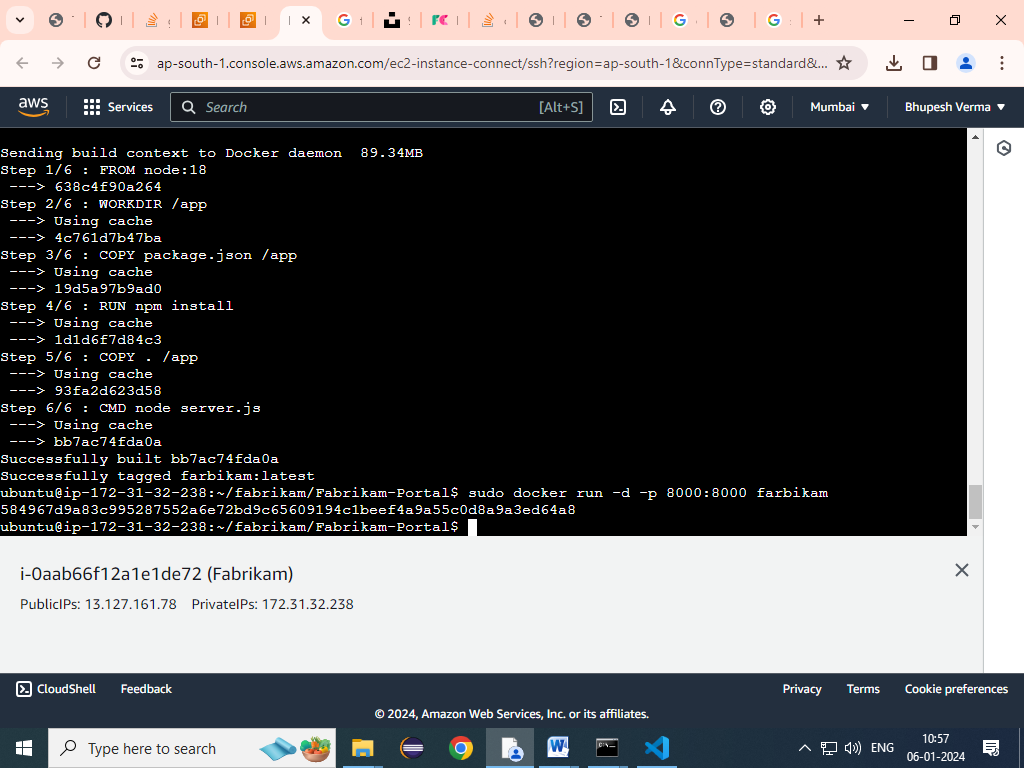 ap-south-1.console.aws.amazon.com/ec2-instance-connect/ssh?region=ap-south-1&connType=standard&...
aws
Services
Search
[Alt+S]
Mumbai
Bhupesh Verma
Sending build context to Docker daemon  89.34MB
Step 1/6 : FROM node:18
 ---> 638c4f90a264
Step 2/6 : WORKDIR /app
 ---> Using cache
 ---> 4c761d7b47ba
Step 3/6 : COPY package.json /app
 ---> Using cache
 ---> 19d5a97b9ad0
Step 4/6 : RUN npm install
 ---> Using cache
 ---> 1d1d6f7d84c3
Step 5/6 : COPY . /app
 ---> Using cache
 ---> 93fa2d623d58
Step 6/6 : CMD node server.js
 ---> Using cache
 ---> bb7ac74fda0a
Successfully built bb7ac74fda0a
Successfully tagged farbikam:latest
ubuntu@ip-172-31-32-238:~/fabrikam/Fabrikam-Portal$ sudo docker run -d -p 8000:8000 farbikam
584967d9a83c995287552a6e72bd9c65609194c1beef4a9a55c0d8a9a3ed64a8
ubuntu@ip-172-31-32-238:~/fabrikam/Fabrikam-Portal$
i-0aab66f12a1e1de72 (Fabrikam)
PublicIPs: 13.127.161.78 PrivateIPs: 172.31.32.238
CloudShell
Feedback
Privacy
Terms
Cookie preferences
© 2024, Amazon Web Services, Inc. or its affiliates.
Type here to search
ENG
10:57
06-01-2024